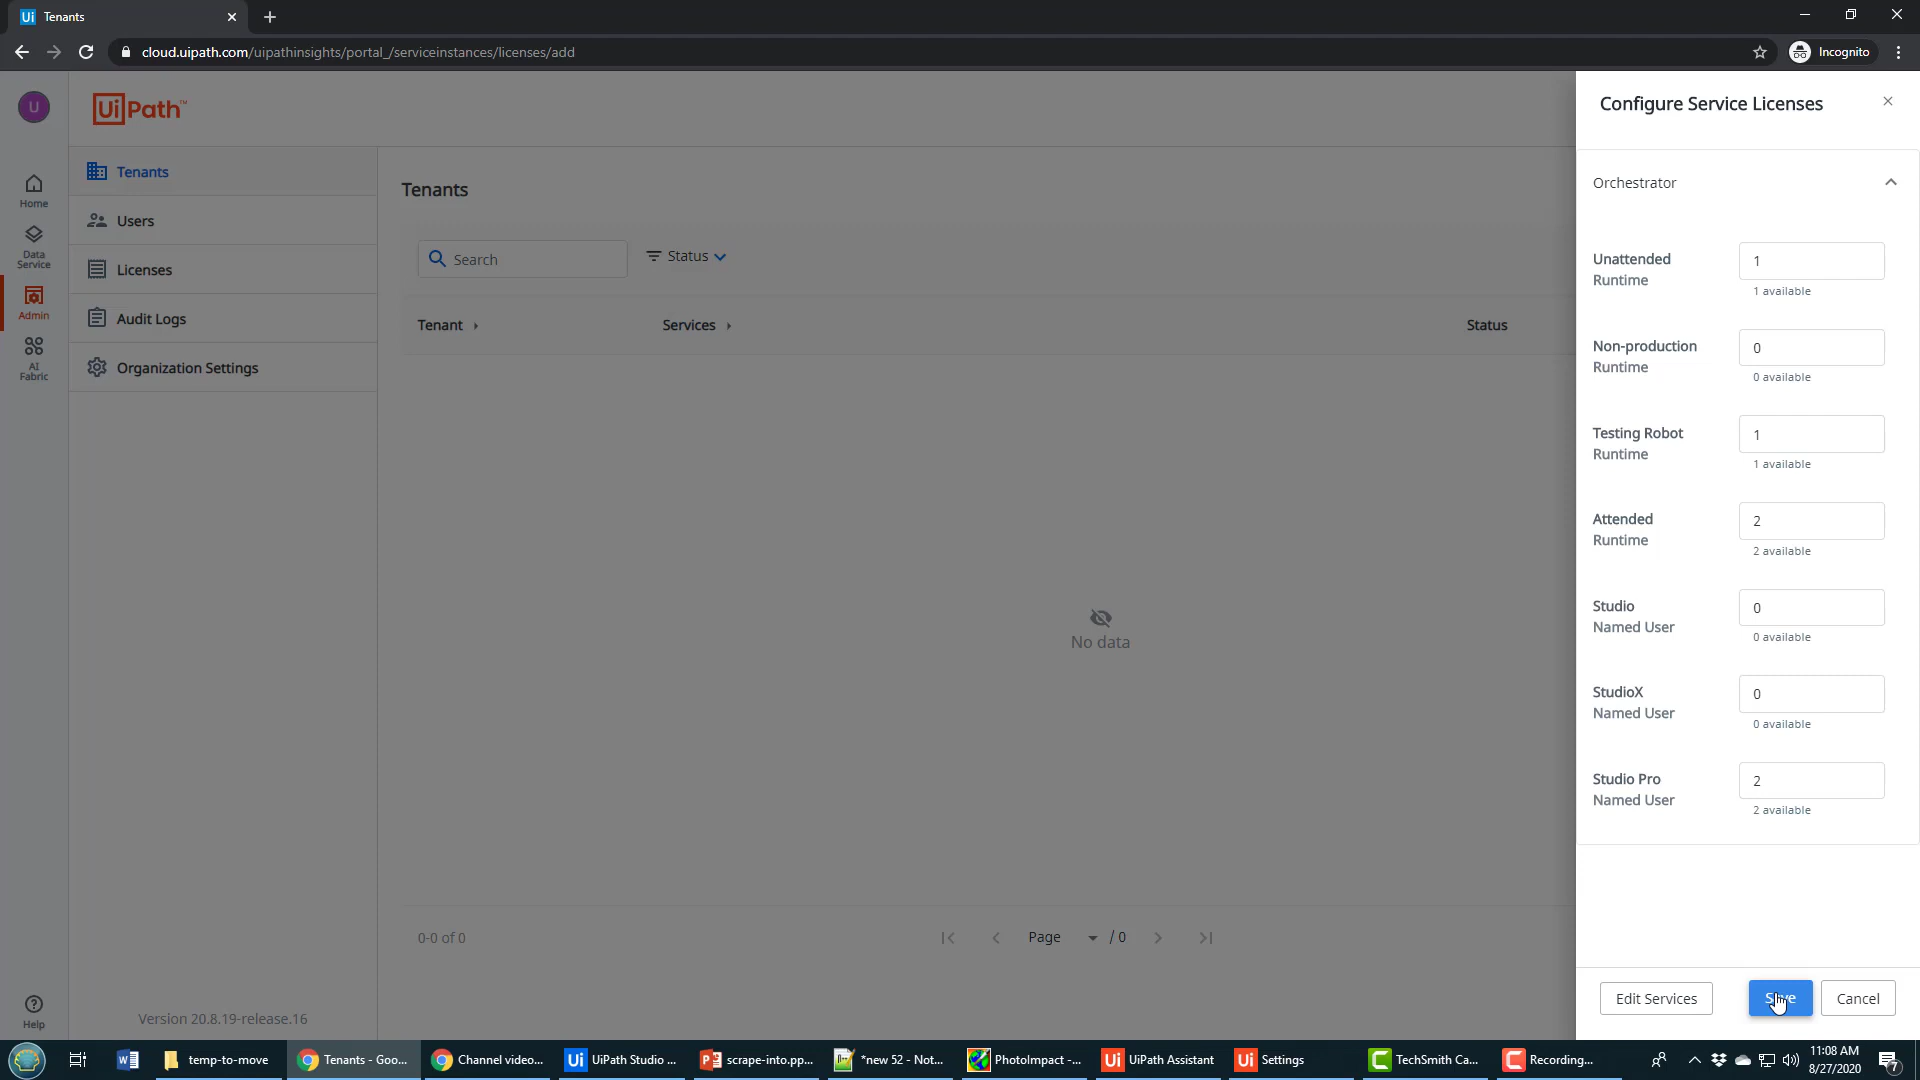 Ui Tenants
cloud.uipath.com/uipathinsights/portal_/serviceinstances/licenses/add
Incognito
U
UiPath™
Configure Service Licenses
Home
Data Service
Admin
AI Fabric
Help
Tenants
Users
Licenses
Audit Logs
Organization Settings
Version 20.8.19-release.16
Tenants
Search
Status
Tenant
Services
Status
No data
0-0 of 0
Page
/ 0
Orchestrator
Unattended
Runtime
1
1 available
Non-production
Runtime
0
0 available
Testing Robot
Runtime
1
1 available
Attended
Runtime
2
2 available
Studio
Named User
0
0 available
StudioX
Named User
0
0 available
Studio Pro
Named User
2
2 available
Edit Services
Save
Cancel
temp-to-move
Tenants - Goo...
Channel video...
Ui UiPath Studio ...
scrape-into.pp...
*new 52 - Not...
PhotoImpact -...
Ui UiPath Assistant
Ui Settings
TechSmith Ca...
Recording...
11:08 AM
8/27/2020
7